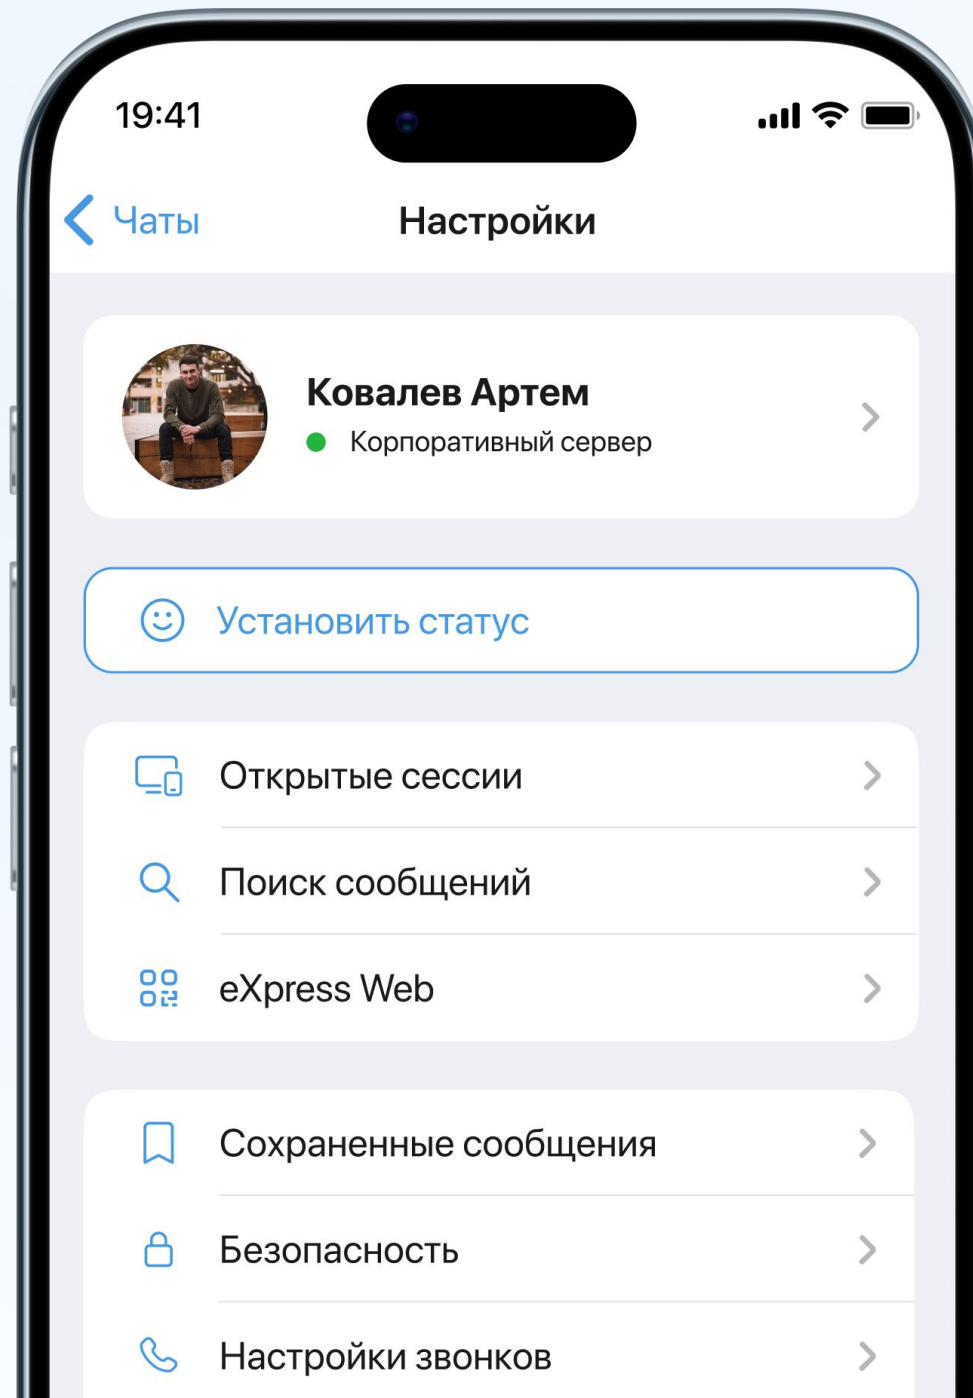 19:41
Чаты
Настройки
Ковалев Артем
Корпоративный сервер
Установить статус
Открытые сессии
Поиск сообщений
eXpress Web
Сохраненные сообщения
Безопасность
Настройки звонков